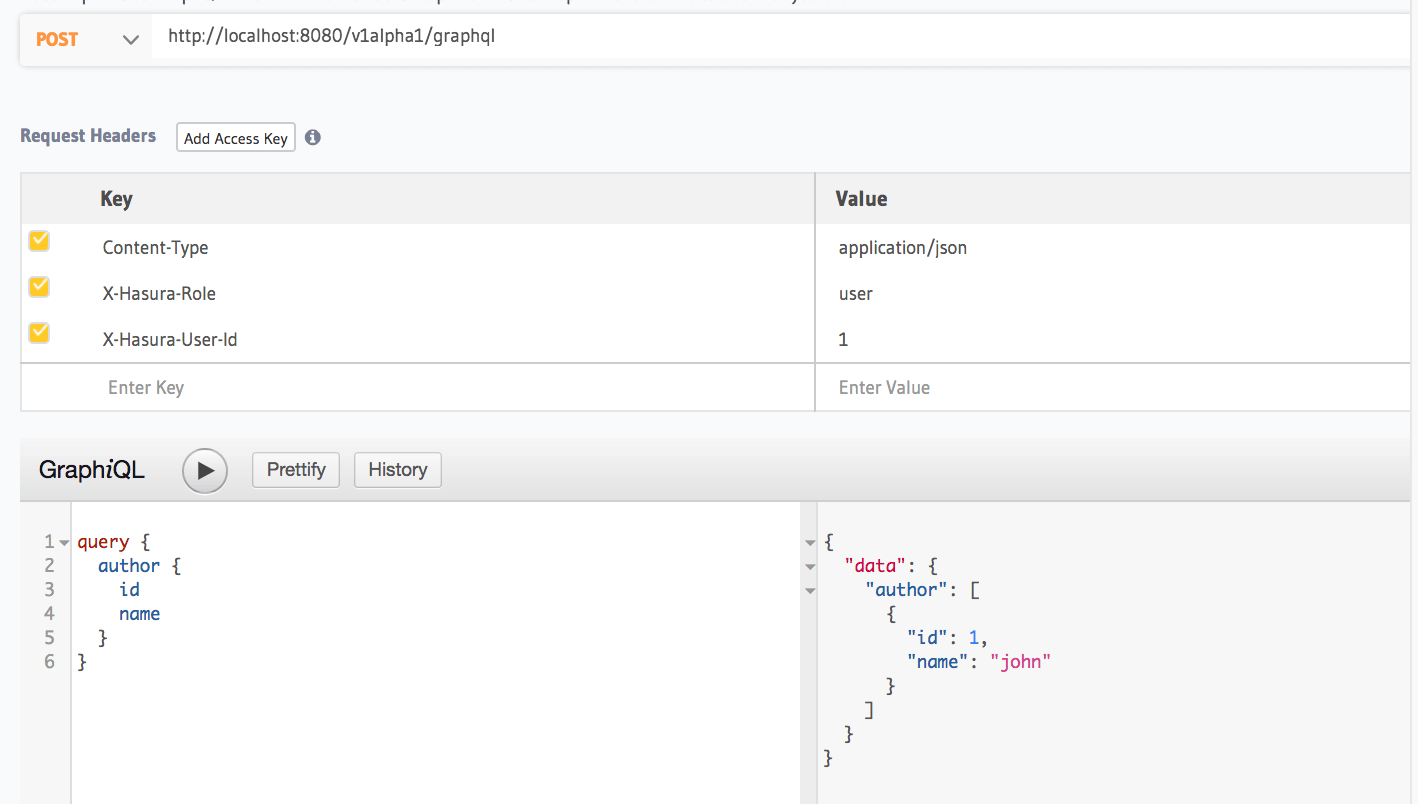 POST http://localhost:8080/v1alpha1/graphql
Request Headers Add Access Key
Key Value
Content-Type application/json
X-Hasura-Role user
X-Hasura-User-Id 1
Enter Key Enter Value
GraphiQL Prettify History
1 query {
2 author {
3 id
4 name
5 }
6 }
{
"data": {
"author": [
{
"id": 1,
"name": "john"
}
]
}
}